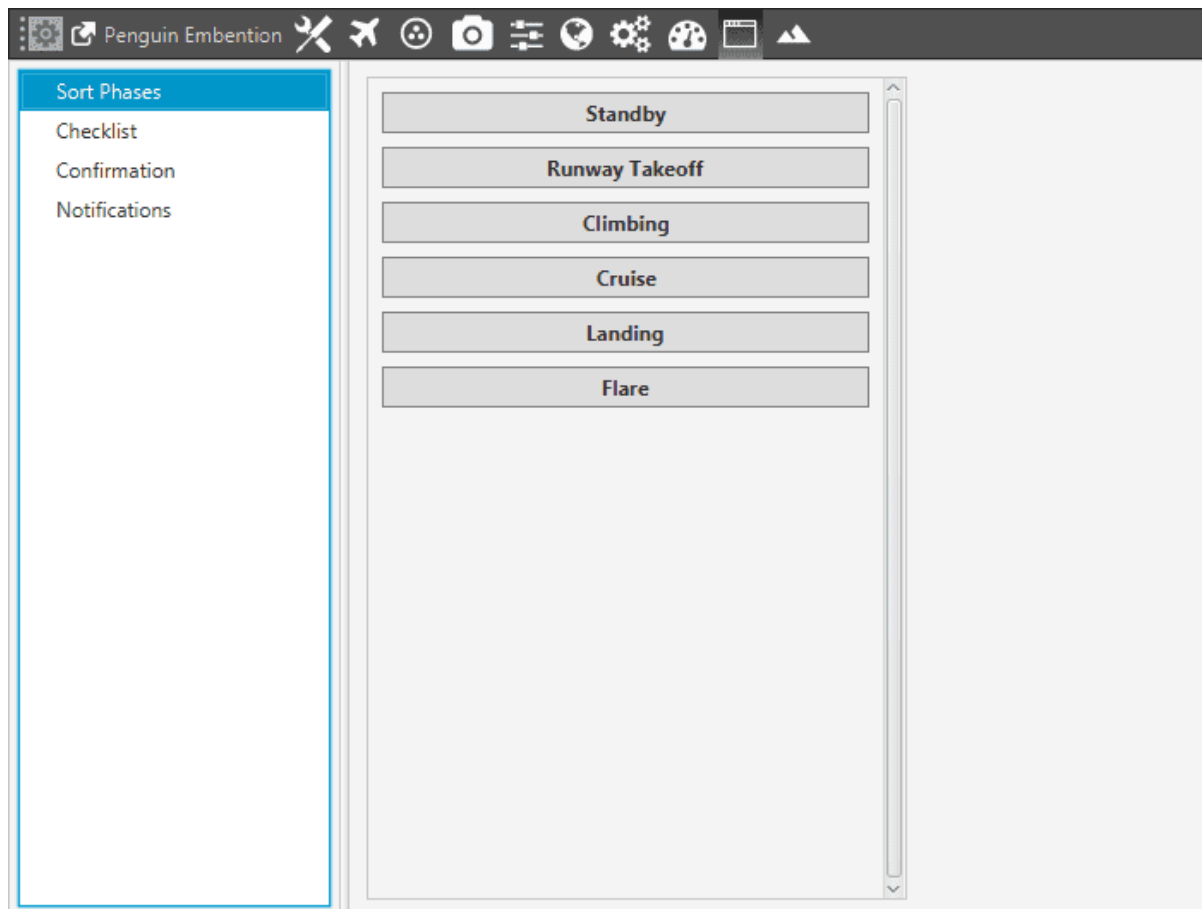 Penguin Embention
Sort Phases
Checklist
Confirmation
Notifications
Standby
Runway Takeoff
Climbing
Cruise
Landing
Flare